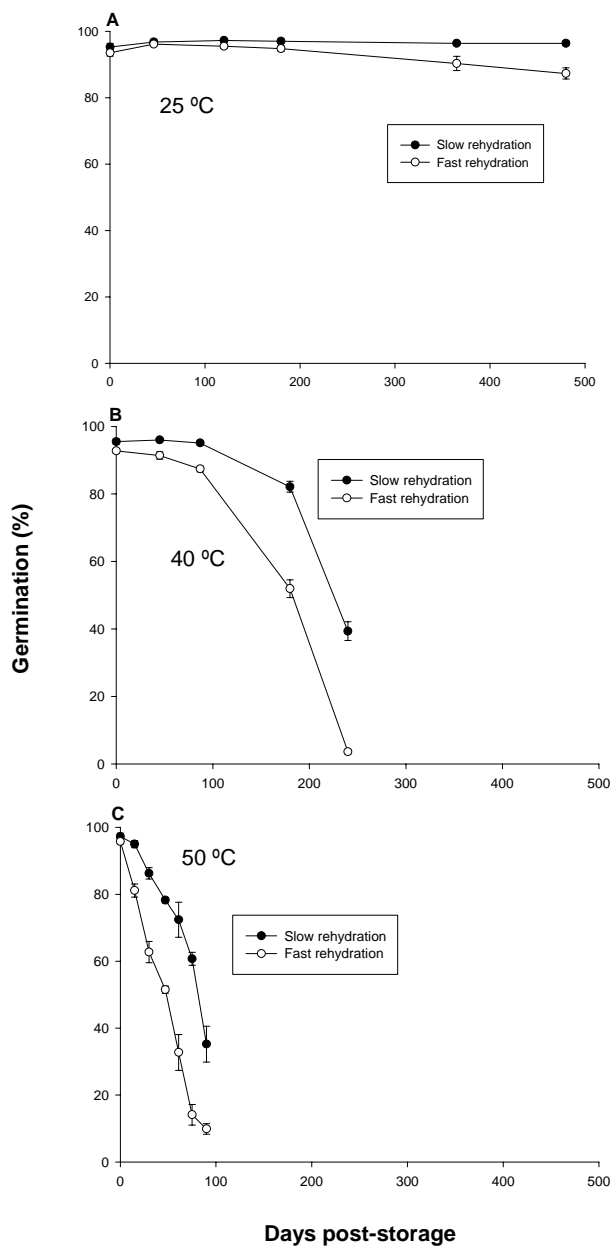 A
100
80
60
40
20
0
25 ºC
Slow rehydration
Fast rehydration
0 100 200 300 400 500
B
100
80
60
40
20
0
40 ºC
Slow rehydration
Fast rehydration
0 100 200 300 400 500
Germination (%)
C
100
80
60
40
20
0
50 ºC
Slow rehydration
Fast rehydration
0 100 200 300 400 500
Days post-storage